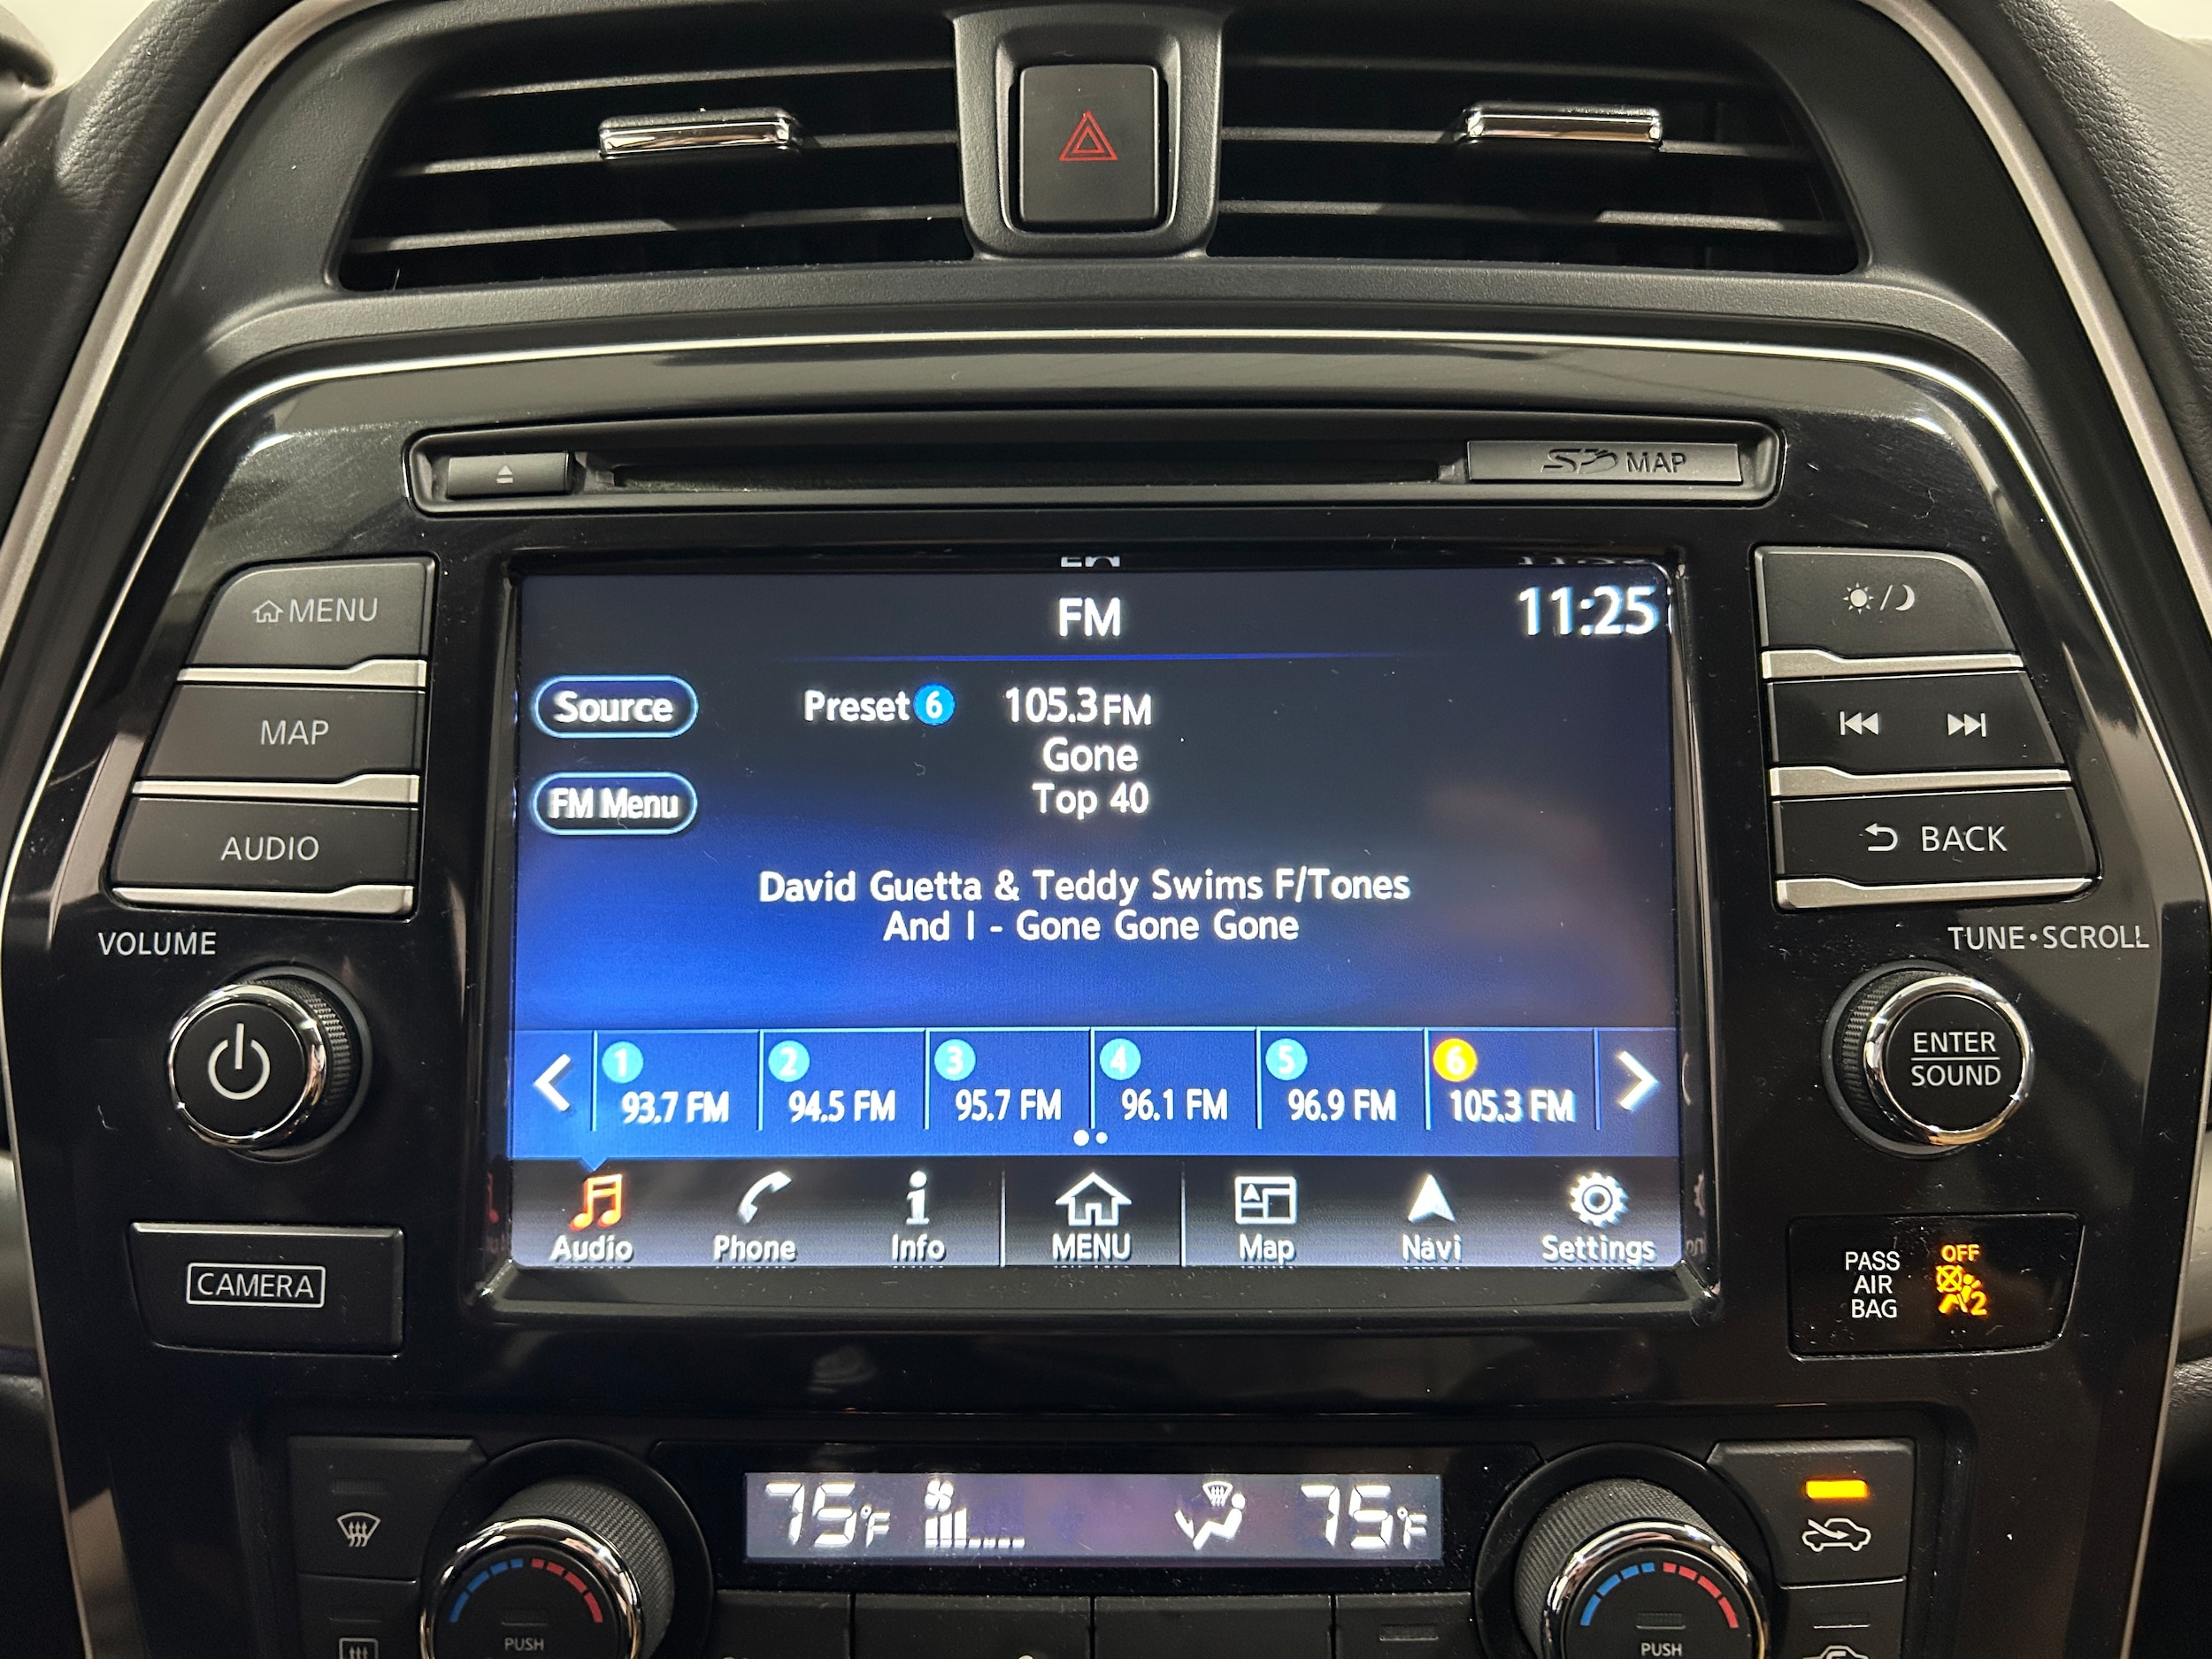 SD MAP
MENU
MAP
AUDIO
VOLUME
CAMERA
FM
11:25
Source
Preset 6 105.3 FM
Gone
FM Menu
Top 40
David Guetta & Teddy Swims F/Tones
And I - Gone Gone Gone
1 2 3 4 5 6
93.7 FM 94.5 FM 95.7 FM 96.1 FM 96.9 FM 105.3 FM
Audio Phone Info MENU Map Navi Settings
BACK
TUNE•SCROLL
ENTER
SOUND
PASS
AIR
BAG
OFF
2
75°F 75°F
PUSH PUSH